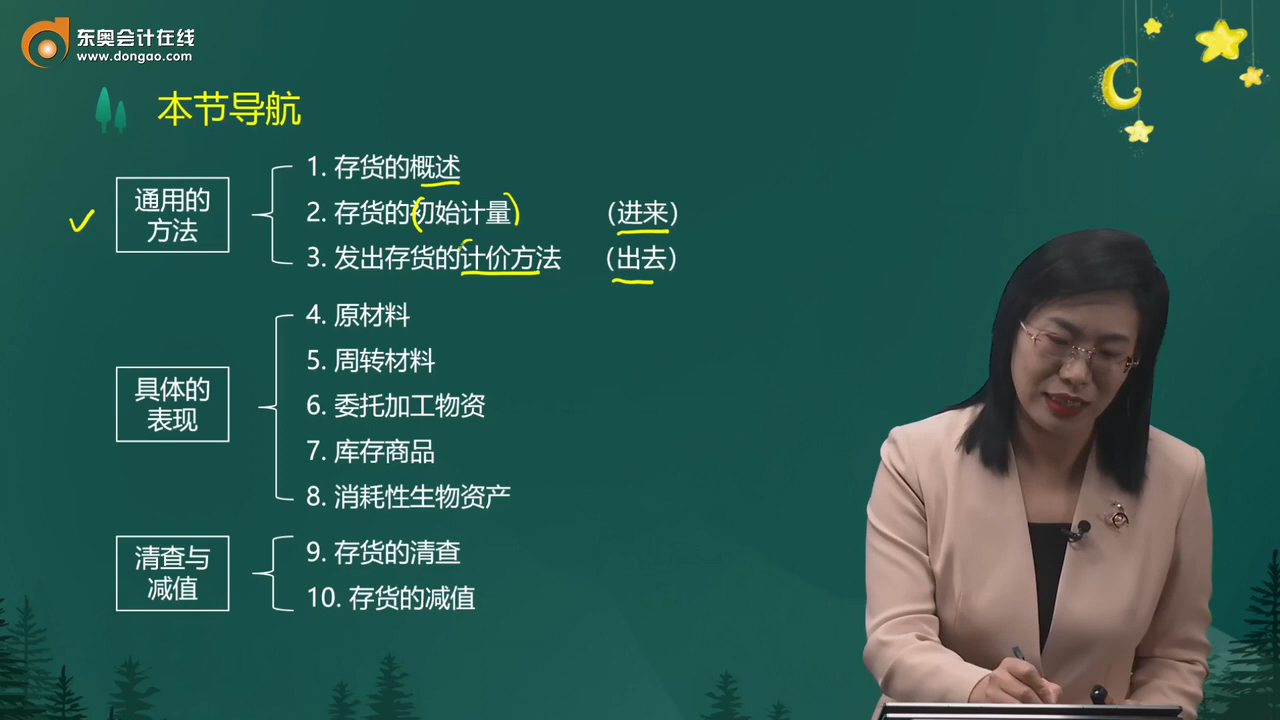 东奥会计在线
www.dongao.com
本节导航
通用的
方法
1. 存货的概述
2. 存货的初始计量 （进来）
3. 发出存货的计价方法 （出去）
具体的
表现
4. 原材料
5. 周转材料
6. 委托加工物资
7. 库存商品
8. 消耗性生物资产
清查与
减值
9. 存货的清查
10. 存货的减值